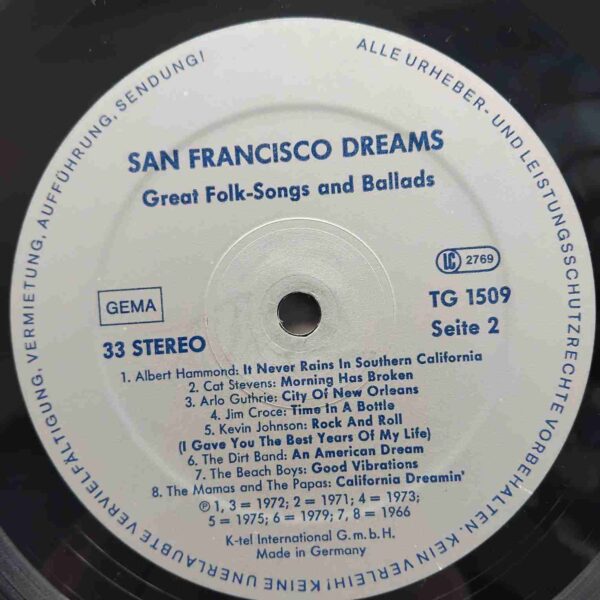 SAN FRANCISCO DREAMS
Great Folk-Songs and Ballads
LC 2769
GEMA
TG 1509
33 STEREO
Seite 2
1. Albert Hammond: It Never Rains In Southern California
2. Cat Stevens: Morning Has Broken
3. Arlo Guthrie: City Of New Orleans
4. Jim Croce: Time In A Bottle
5. Kevin Johnson: Rock And Roll
(I Gave You The Best Years Of My Life)
6. The Dirt Band: An American Dream
7. The Beach Boys: Good Vibrations
8. The Mamas and The Papas: California Dreamin'
℗ 1, 3 = 1972; 2 = 1971; 4 = 1973;
5 = 1975; 6 = 1979; 7, 8 = 1966
K-tel International G.m.b.H.
Made in Germany
ALLE URHEBER- UND LEISTUNGSSCHUTZRECHTE VORBEHALTEN. KEIN VERLEIH! KEINE UNERLAUBTE VERVIELFÄLTIGUNG, VERMIETUNG, AUFFÜHRUNG, SENDUNG!